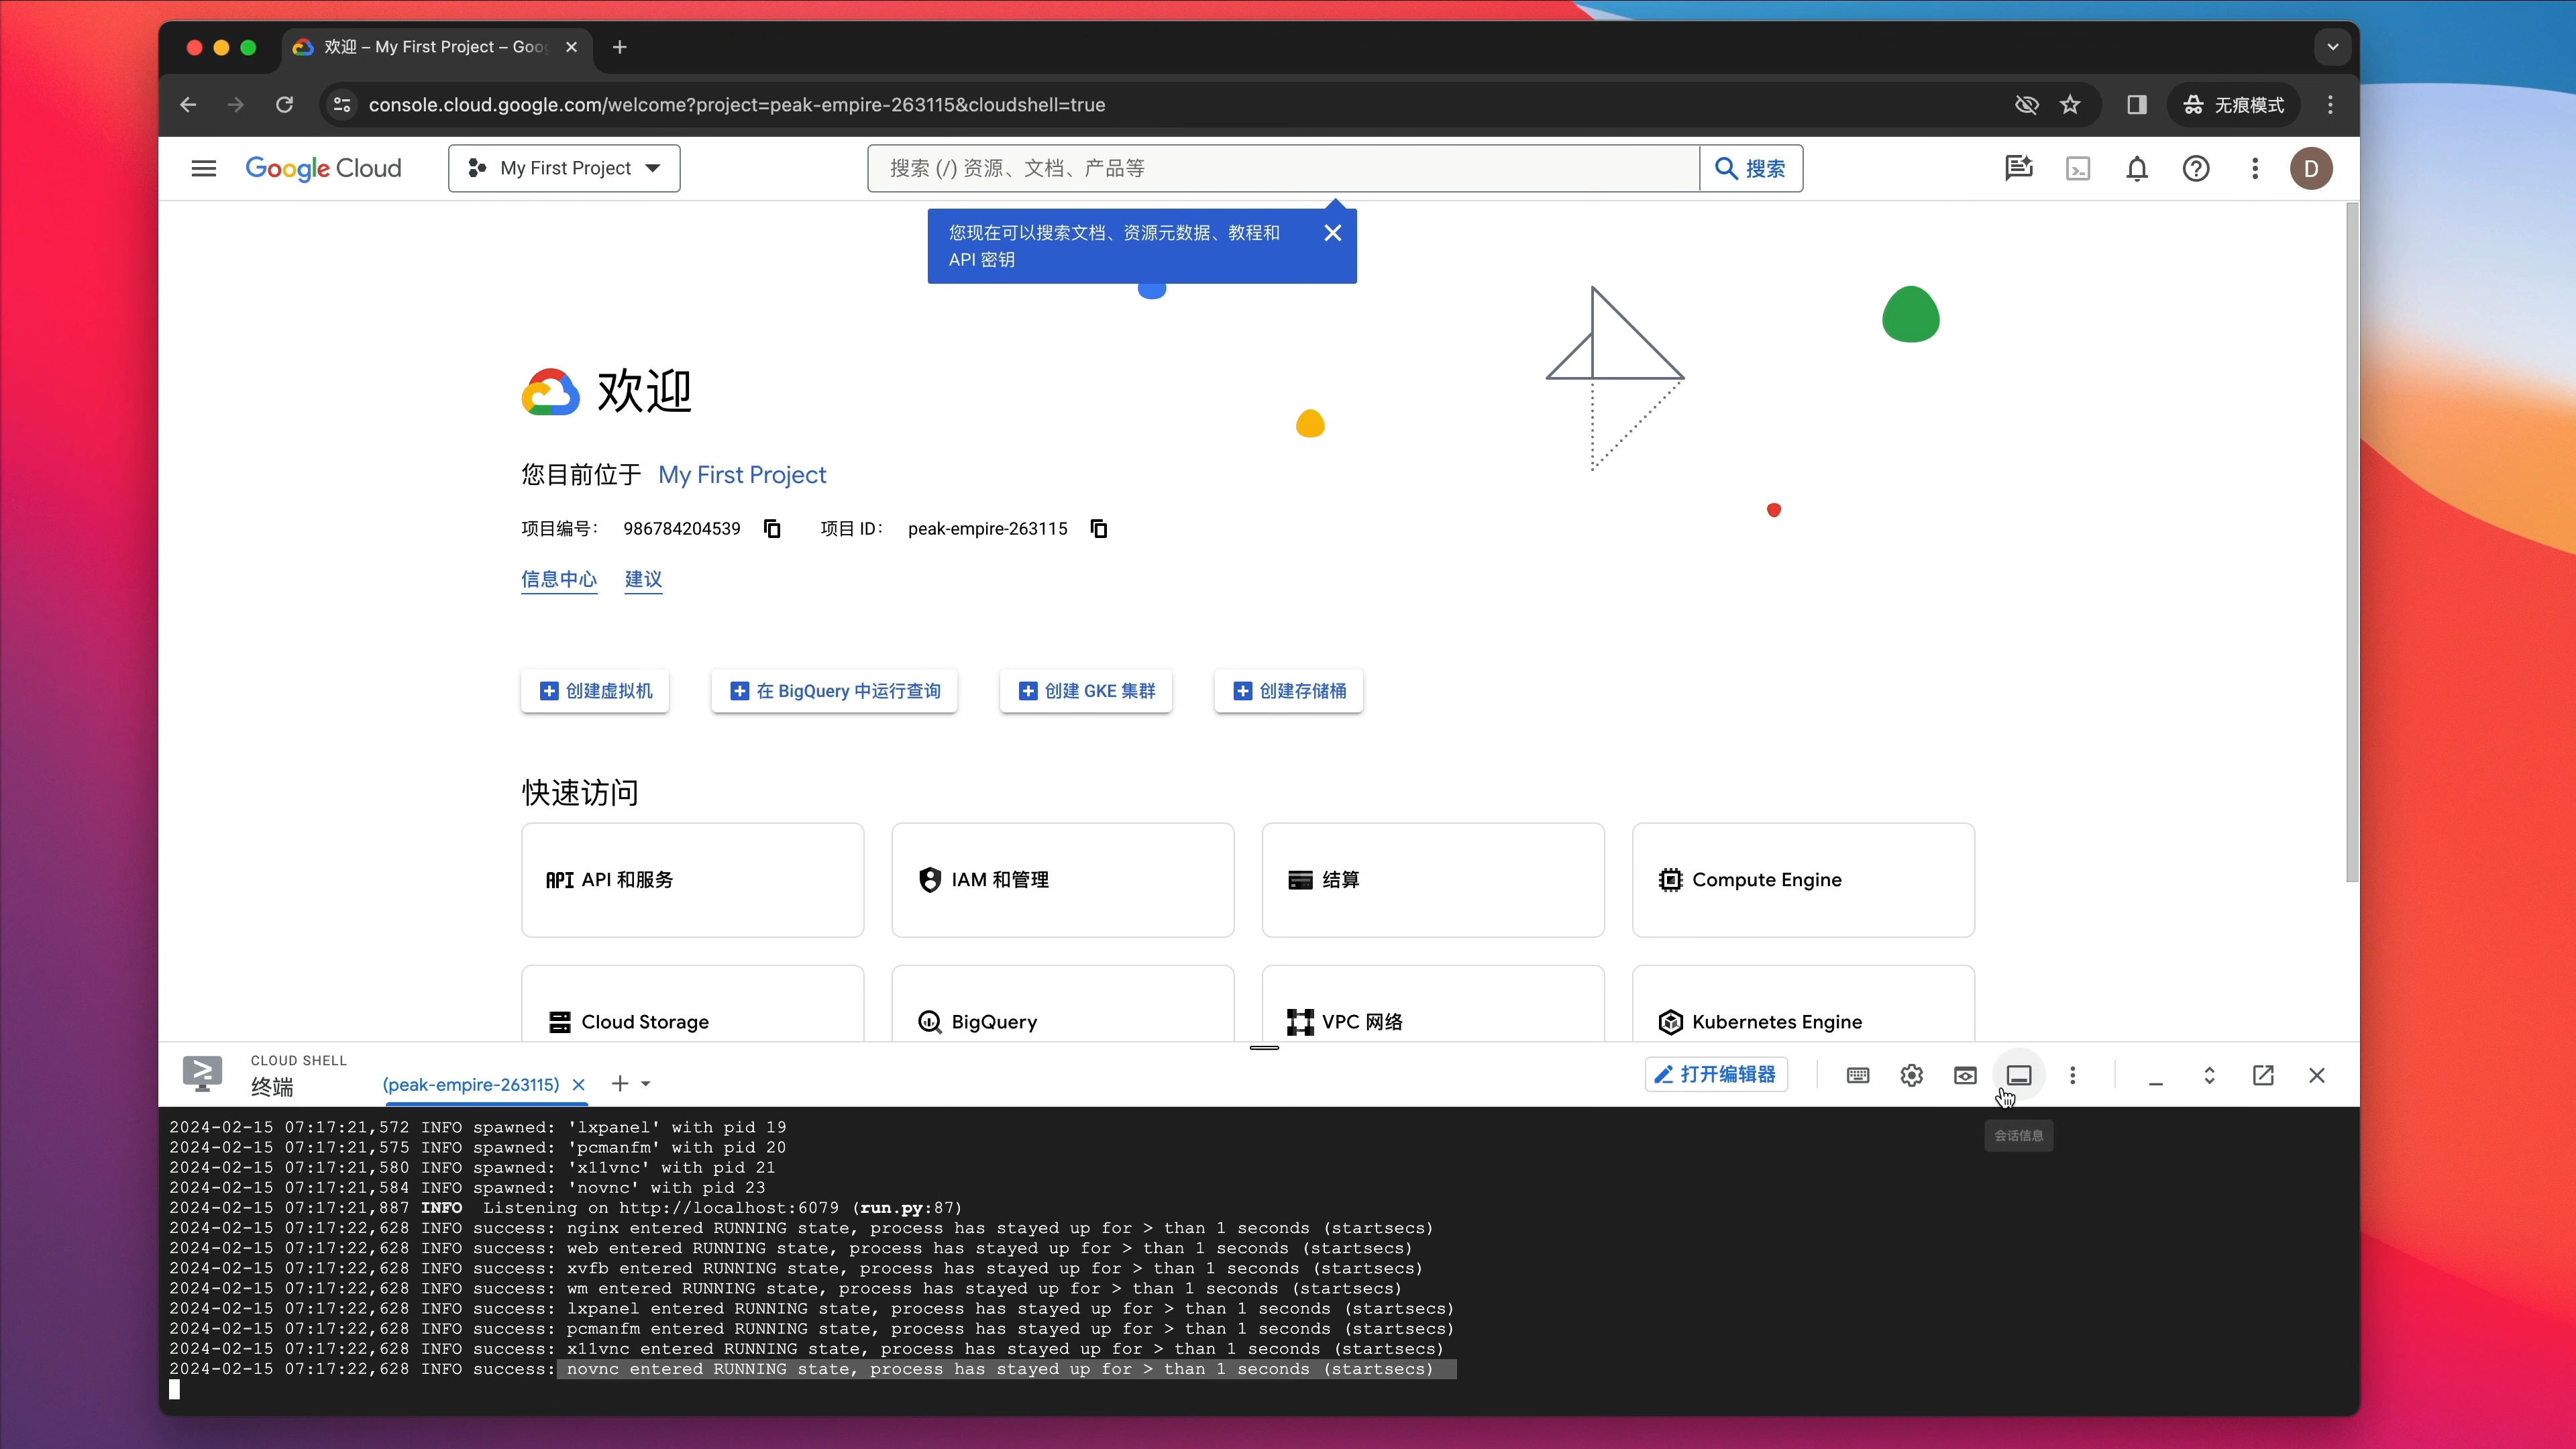 欢迎 – My First Project – Goo
console.cloud.google.com/welcome?project=peak-empire-263115&cloudshell=true
无痕模式
Google Cloud
My First Project
搜索 (/) 资源、文档、产品等
搜索
D
您现在可以搜索文档、资源元数据、教程和
API 密钥
欢迎
您目前位于 My First Project
项目编号： 986784204539 项目 ID： peak-empire-263115
信息中心 建议
创建虚拟机 在 BigQuery 中运行查询 创建 GKE 集群 创建存储桶
快速访问
API API 和服务 IAM 和管理 结算 Compute Engine
Cloud Storage BigQuery VPC 网络 Kubernetes Engine
CLOUD SHELL
终端
(peak-empire-263115)
打开编辑器
会话信息
2024-02-15 07:17:21,572 INFO spawned: 'lxpanel' with pid 19
2024-02-15 07:17:21,575 INFO spawned: 'pcmanfm' with pid 20
2024-02-15 07:17:21,580 INFO spawned: 'x11vnc' with pid 21
2024-02-15 07:17:21,584 INFO spawned: 'novnc' with pid 23
2024-02-15 07:17:21,887 INFO  Listening on http://localhost:6079 (run.py:87)
2024-02-15 07:17:22,628 INFO success: nginx entered RUNNING state, process has stayed up for > than 1 seconds (startsecs)
2024-02-15 07:17:22,628 INFO success: web entered RUNNING state, process has stayed up for > than 1 seconds (startsecs)
2024-02-15 07:17:22,628 INFO success: xvfb entered RUNNING state, process has stayed up for > than 1 seconds (startsecs)
2024-02-15 07:17:22,628 INFO success: wm entered RUNNING state, process has stayed up for > than 1 seconds (startsecs)
2024-02-15 07:17:22,628 INFO success: lxpanel entered RUNNING state, process has stayed up for > than 1 seconds (startsecs)
2024-02-15 07:17:22,628 INFO success: pcmanfm entered RUNNING state, process has stayed up for > than 1 seconds (startsecs)
2024-02-15 07:17:22,628 INFO success: x11vnc entered RUNNING state, process has stayed up for > than 1 seconds (startsecs)
2024-02-15 07:17:22,628 INFO success: novnc entered RUNNING state, process has stayed up for > than 1 seconds (startsecs)